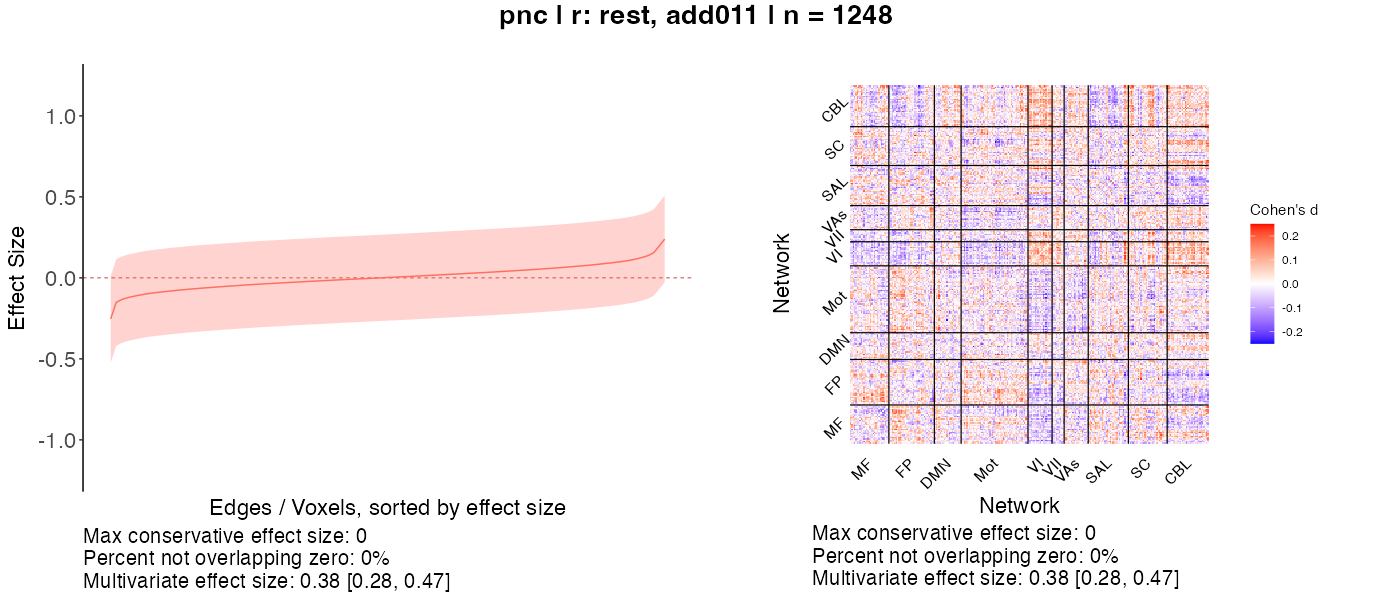 pnc | r: rest, add011 | n = 1248
Effect Size
1.0
0.5
0.0
-0.5
-1.0
Edges / Voxels, sorted by effect size
Max conservative effect size: 0
Percent not overlapping zero: 0%
Multivariate effect size: 0.38 [0.28, 0.47]
Network
CBL
SC
SAL
VAs
VII
VI
Mot
DMN
FP
MF
MF
FP
DMN
Mot
VI
VII
VAs
SAL
SC
CBL
Network
Max conservative effect size: 0
Percent not overlapping zero: 0%
Multivariate effect size: 0.38 [0.28, 0.47]
Cohen's d
0.2
0.1
0.0
-0.1
-0.2